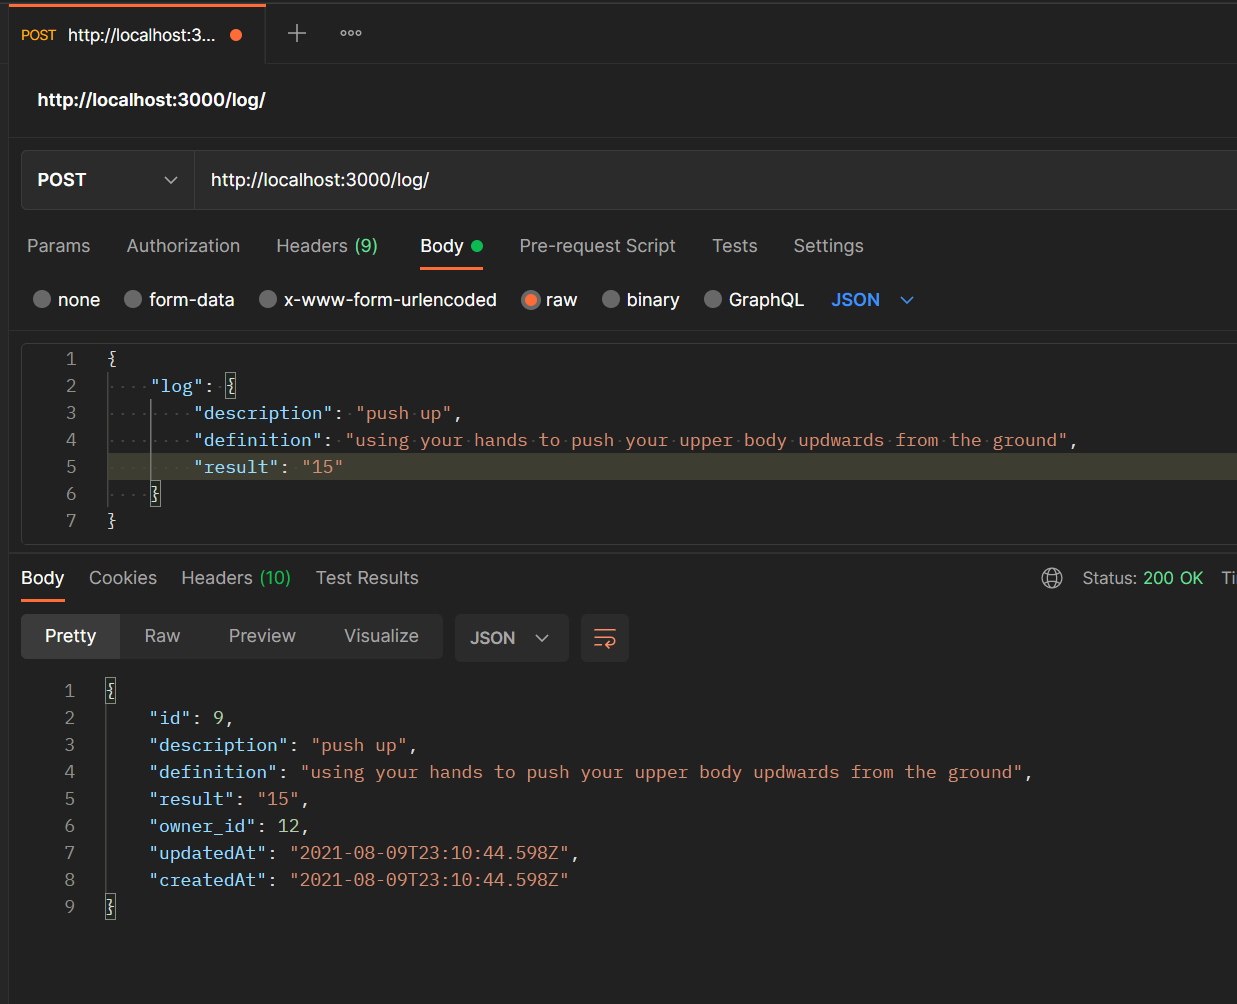 POST http://localhost:3...
http://localhost:3000/log/
POST http://localhost:3000/log/
Params Authorization Headers (9) Body Pre-request Script Tests Settings
none form-data x-www-form-urlencoded raw binary GraphQL JSON
1 {
2 "log": {
3 "description": "push up",
4 "definition": "using your hands to push your upper body updwards from the ground",
5 "result": "15"
6 }
7 }
Body Cookies Headers (10) Test Results Status: 200 OK Ti
Pretty Raw Preview Visualize JSON
1 {
2 "id": 9,
3 "description": "push up",
4 "definition": "using your hands to push your upper body updwards from the ground",
5 "result": "15",
6 "owner_id": 12,
7 "updatedAt": "2021-08-09T23:10:44.598Z",
8 "createdAt": "2021-08-09T23:10:44.598Z"
9 }